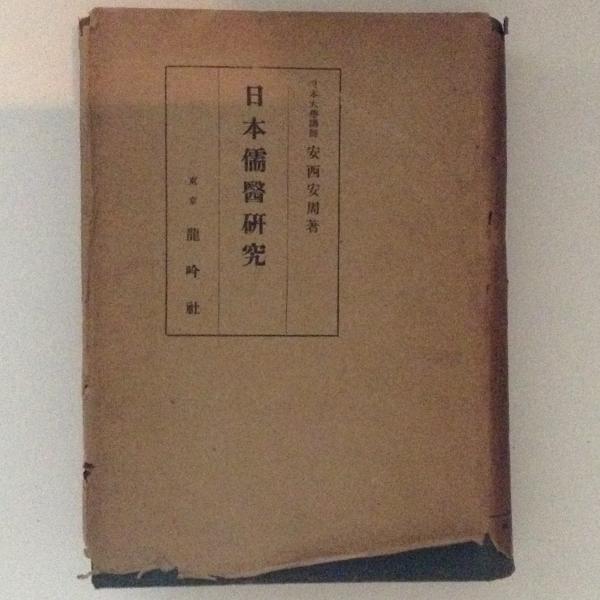 日本大學講師 安西安周著
日本儒醫硏究
東京 龍吟社